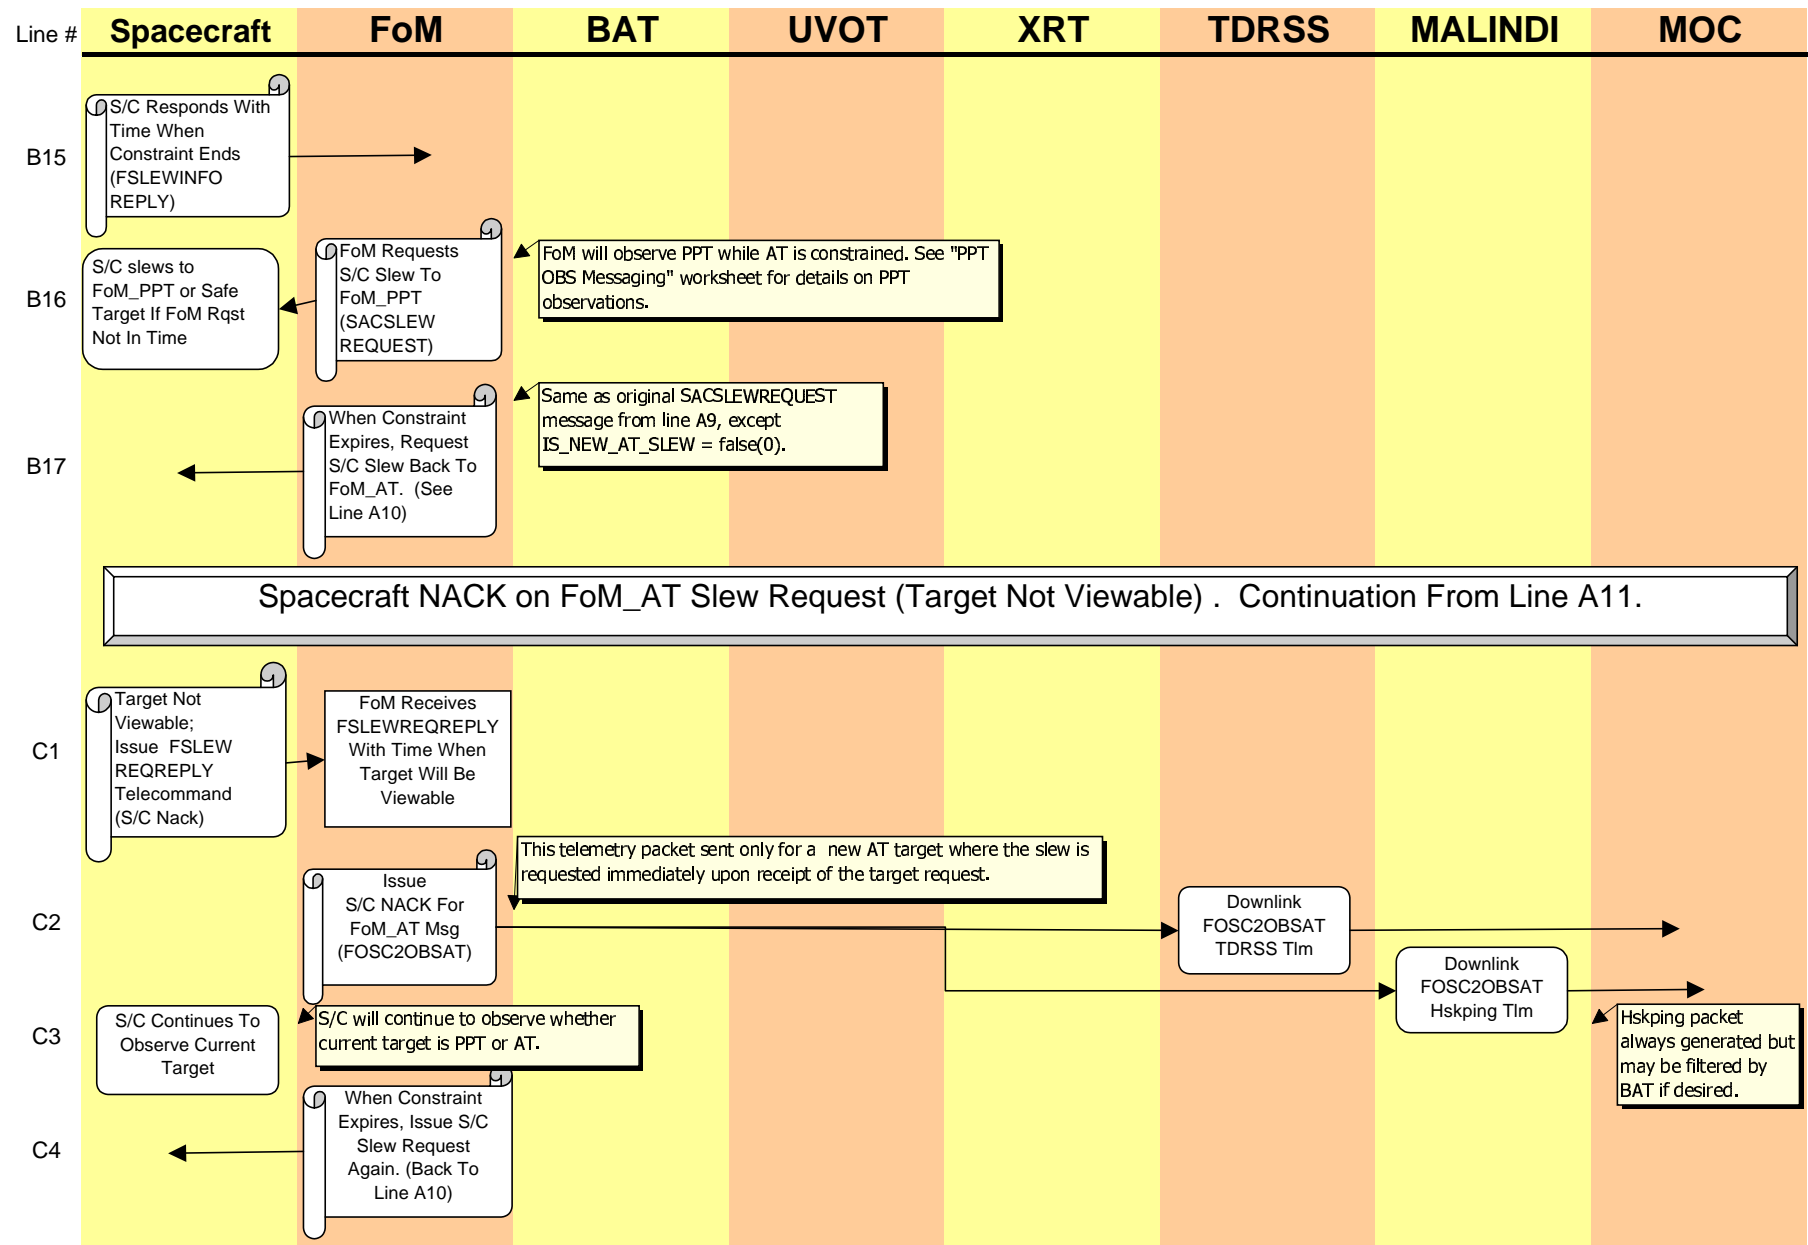 Line # Spacecraft FoM BAT UVOT XRT TDRSS MALINDI MOC
B15
S/C Responds With
Time When
Constraint Ends
(FSLEWINFO
REPLY)
B16
S/C slews to
FoM_PPT or Safe
Target If FoM Rqst
Not In Time
FoM Requests
S/C Slew To
FoM_PPT
(SACSLEW
REQUEST)
FoM will observe PPT while AT is constrained. See "PPT
OBS Messaging" worksheet for details on PPT
observations.
B17
When Constraint
Expires, Request
S/C Slew Back To
FoM_AT. (See
Line A10)
Same as original SACSLEWREQUEST
message from line A9, except
IS_NEW_AT_SLEW = false(0).
Spacecraft NACK on FoM_AT Slew Request (Target Not Viewable) . Continuation From Line A11.
C1
Target Not
Viewable;
Issue FSLEW
REQREPLY
Telecommand
(S/C Nack)
FoM Receives
FSLEWREQREPLY
With Time When
Target Will Be
Viewable
C2
Issue
S/C NACK For
FoM_AT Msg
(FOSC2OBSAT)
This telemetry packet sent only for a new AT target where the slew is
requested immediately upon receipt of the target request.
Downlink
FOSC2OBSAT
TDRSS Tlm
Downlink
FOSC2OBSAT
Hskping Tlm
C3
S/C Continues To
Observe Current
Target
S/C will continue to observe whether
current target is PPT or AT.
Hskping packet
always generated but
may be filtered by
BAT if desired.
C4
When Constraint
Expires, Issue S/C
Slew Request
Again. (Back To
Line A10)